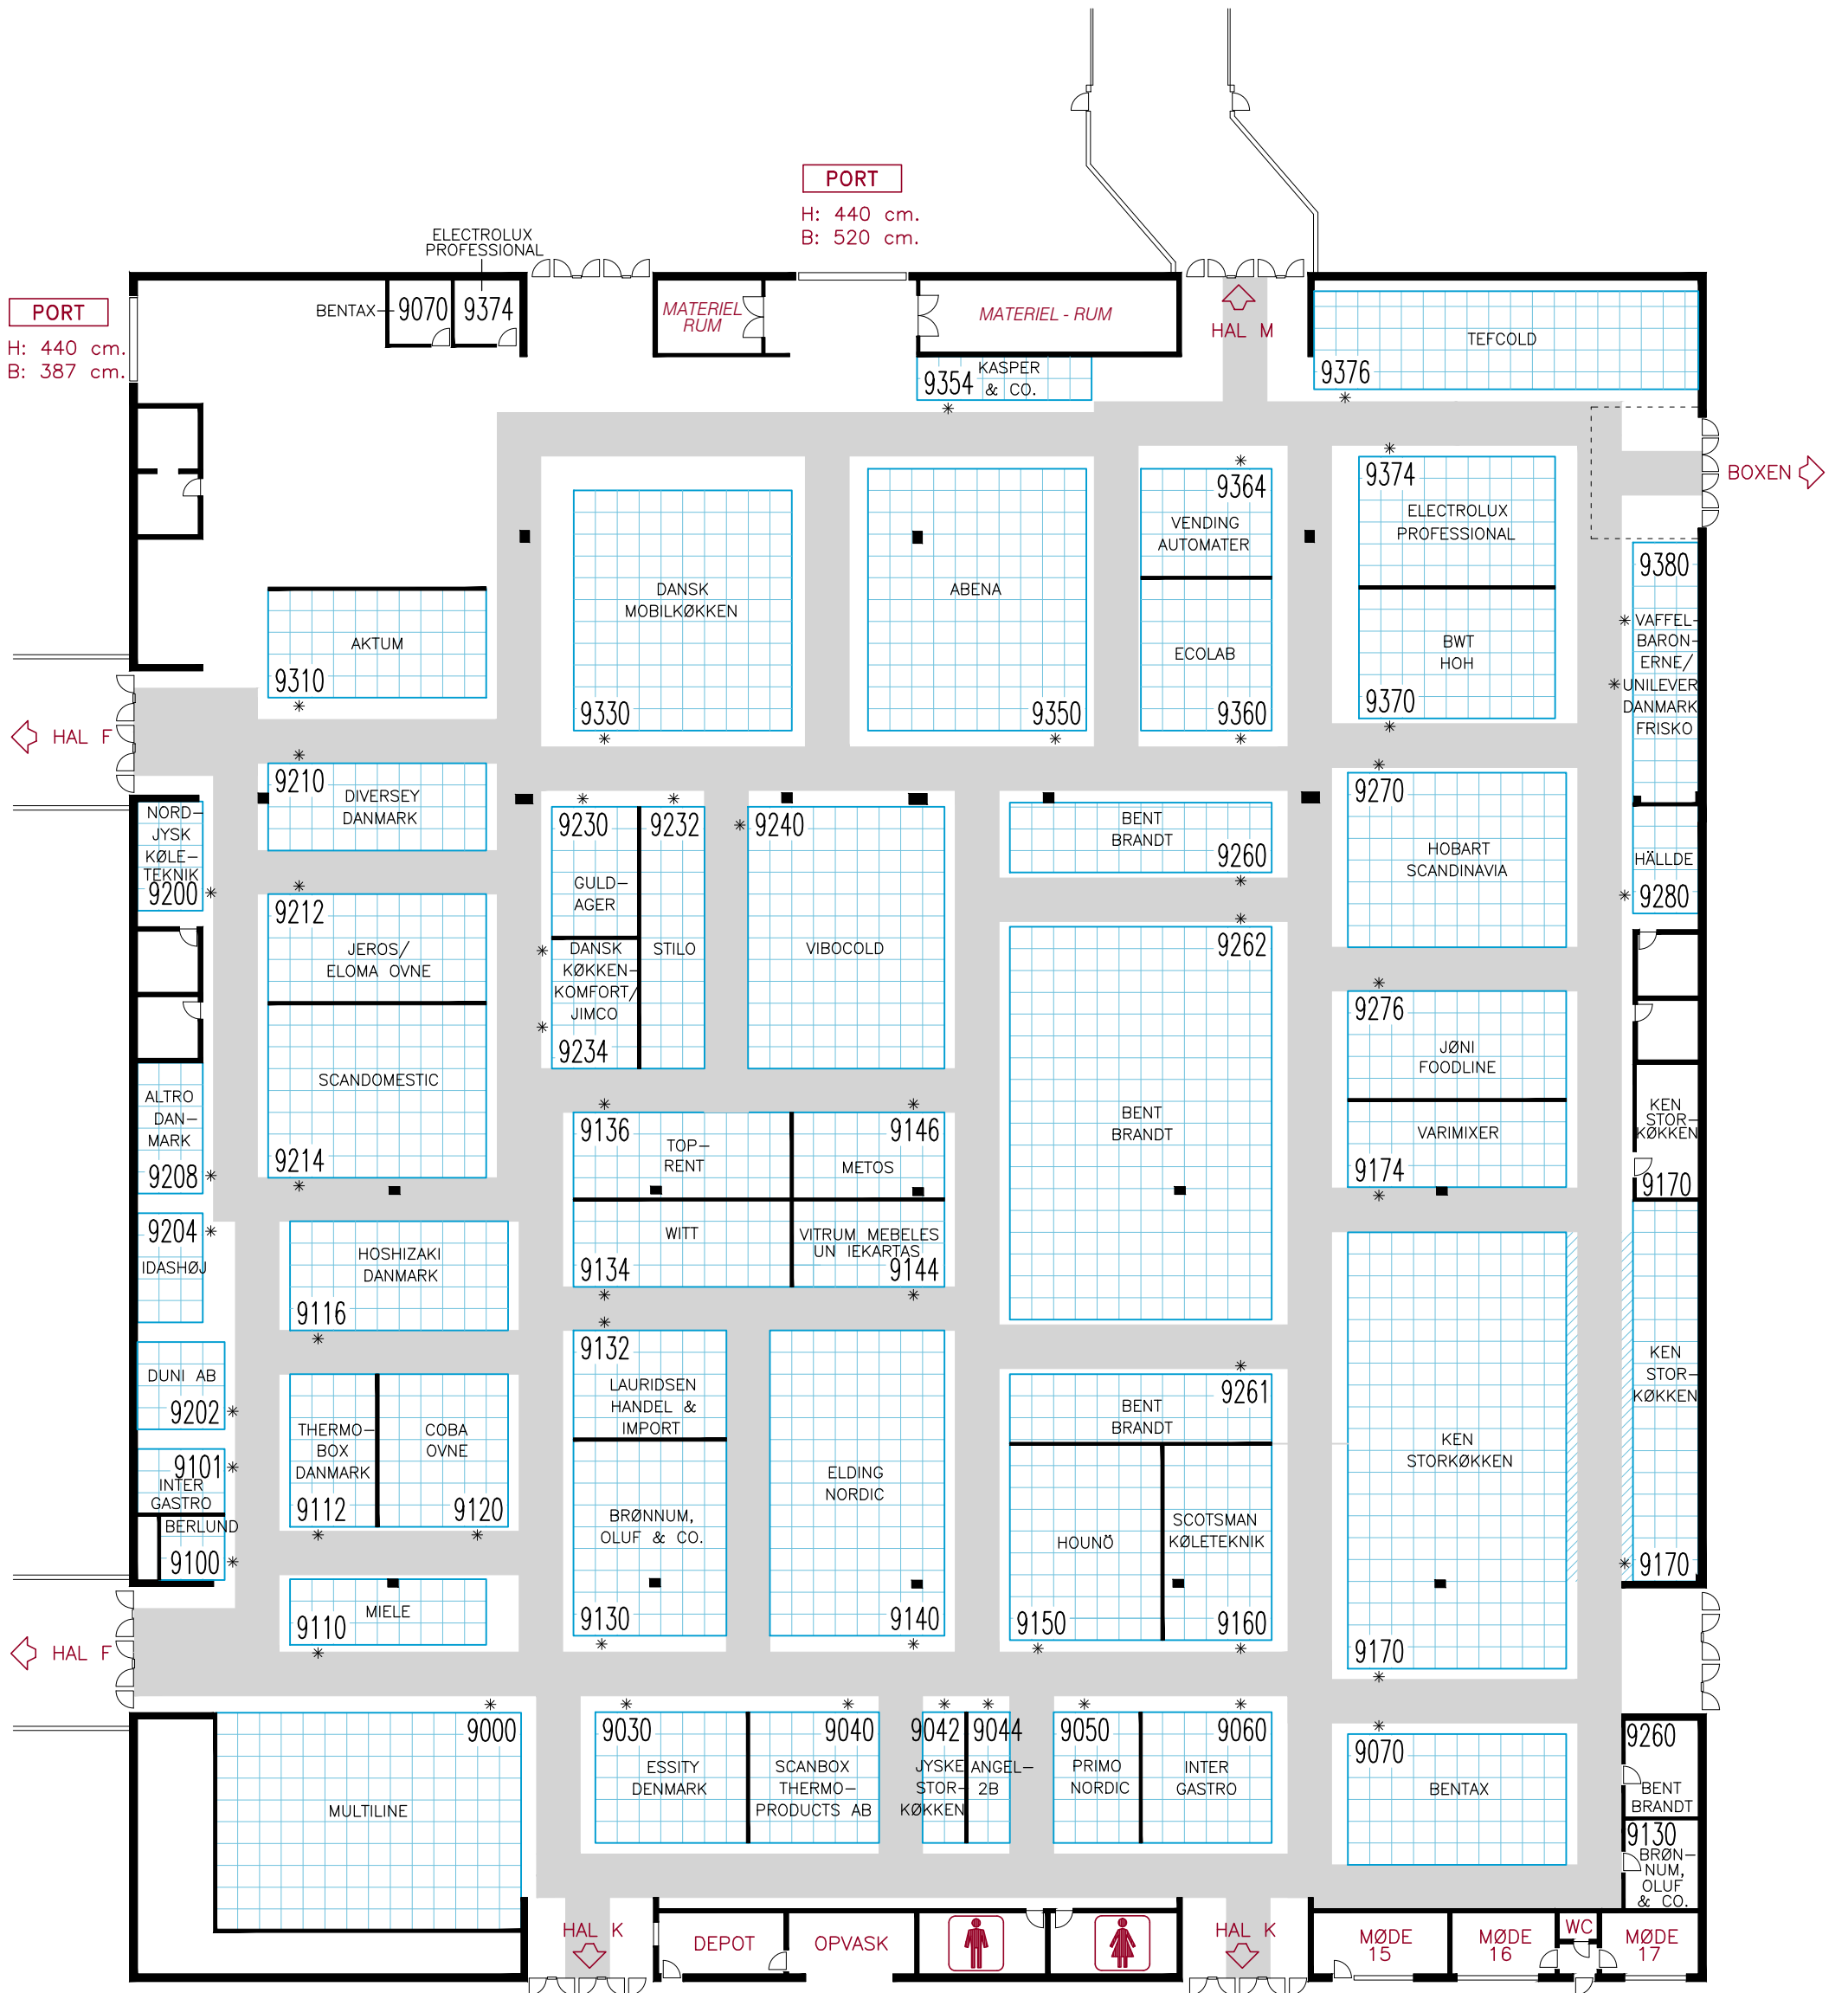 PORT
H: 440 cm.
B: 520 cm.
ELECTROLUX
PROFESSIONAL
BENTAX
9070
9374
PORT
H: 440 cm.
B: 387 cm.
MATERIEL
RUM
MATERIEL - RUM
HAL M
TEFCOLD
9376
KASPER
& CO.
9354
BOXEN
9374
ELECTROLUX
PROFESSIONAL
9364
VENDING
AUTOMATER
DANSK
MOBILKØKKEN
9330
ABENA
9350
ECOLAB
9360
BWT
HOH
9370
9380
VAFFEL-
BARON-
ERNE/
UNILEVER
DANMARK
FRISKO
AKTUM
9310
HAL F
9210
DIVERSEY
DANMARK
NORD-
JYSK
KØLE-
TEKNIK
9200
9230
GULD-
AGER
9232
STILO
DANSK
KØKKEN-
KOMFORT/
JIMCO
9234
9240
VIBOCOLD
BENT
BRANDT
9260
9270
HOBART
SCANDINAVIA
HÄLLDE
9280
9212
JEROS/
ELOMA OVNE
SCANDOMESTIC
9214
9262
BENT
BRANDT
9276
JØNI
FOODLINE
VARIMIXER
9174
KEN
STOR-
KØKKEN
9170
ALTRO
DAN-
MARK
9208
9204
IDASHØJ
9136
TOP-
RENT
9146
METOS
WITT
9134
VITRUM MEBELES
UN IEKARTAS
9144
HOSHIZAKI
DANMARK
9116
DUNI AB
9202
9101
INTER
GASTRO
BERLUND
9100
THERMO-
BOX
DANMARK
9112
COBA
OVNE
9120
9132
LAURIDSEN
HANDEL &
IMPORT
BRØNNUM,
OLUF & CO.
9130
ELDING
NORDIC
9140
9261
BENT
BRANDT
HOUNÖ
9150
SCOTSMAN
KØLETEKNIK
9160
KEN
STORKØKKEN
9170
KEN
STOR-
KØKKEN
9170
MIELE
9110
HAL F
9000
MULTILINE
9030
ESSITY
DENMARK
9040
SCANBOX
THERMO-
PRODUCTS AB
9042
JYSKE
STOR-
KØKKEN
9044
ANGEL-
2B
9050
PRIMO
NORDIC
9060
INTER
GASTRO
9070
BENTAX
9260
BENT
BRANDT
9130
BRØN-
NUM,
OLUF
& CO.
HAL K
DEPOT
OPVASK
HAL K
MØDE
15
MØDE
16
WC
MØDE
17